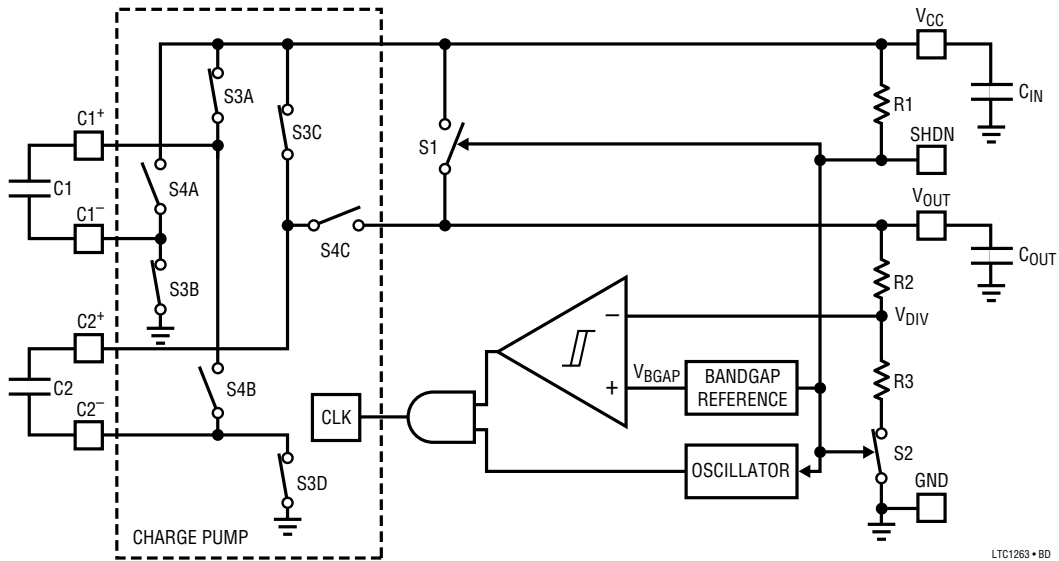 V_CC
S3A
C_IN
R1
C1+
S3C
SHDN
S1
C1
S4A
V_OUT
C1–
S4C
C_OUT
S3B
R2
C2+
–
V_DIV
V_BGAP
+
BANDGAP
REFERENCE
R3
C2
S4B
CLK
C2–
S2
OSCILLATOR
S3D
GND
CHARGE PUMP
LTC1263 • BD